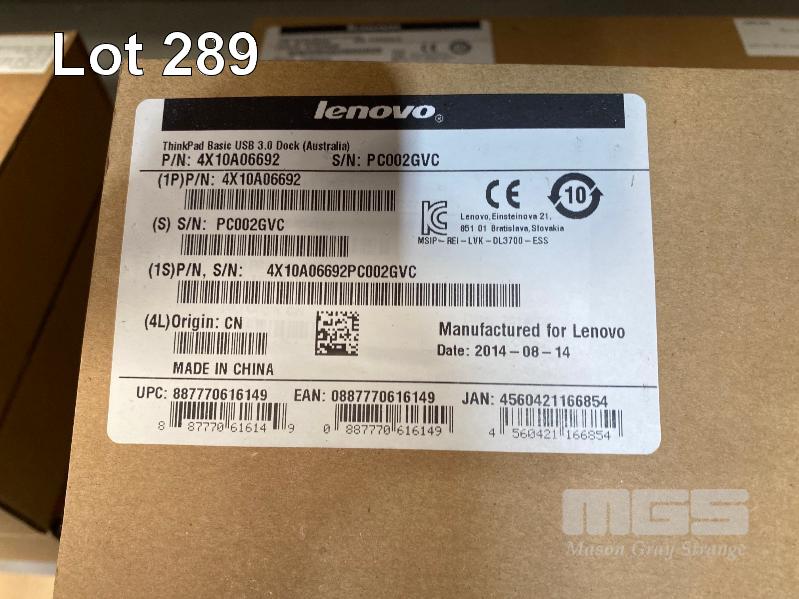 Lot 289
lenovo
lenovo®
ThinkPad Basic USB 3.0 Dock (Australia)
P/N: 4X10A06692 S/N: PC002GVC
(1P)P/N: 4X10A06692
CE 10
(S) S/N: PC002GVC
Lenovo, Einsteinova 21,
851 01 Bratislava, Slovakia
MSIP-REI-LVK-DL3700-ESS
(1S)P/N, S/N: 4X10A06692PC002GVC
(4L)Origin: CN
Manufactured for Lenovo
Date: 2014-08-14
MADE IN CHINA
UPC: 887770616149 EAN: 0887770616149 JAN: 4560421166854
8 87770 61614 9 0 887770 616149 4 560421 166854
MGS
Mason Gray Strange